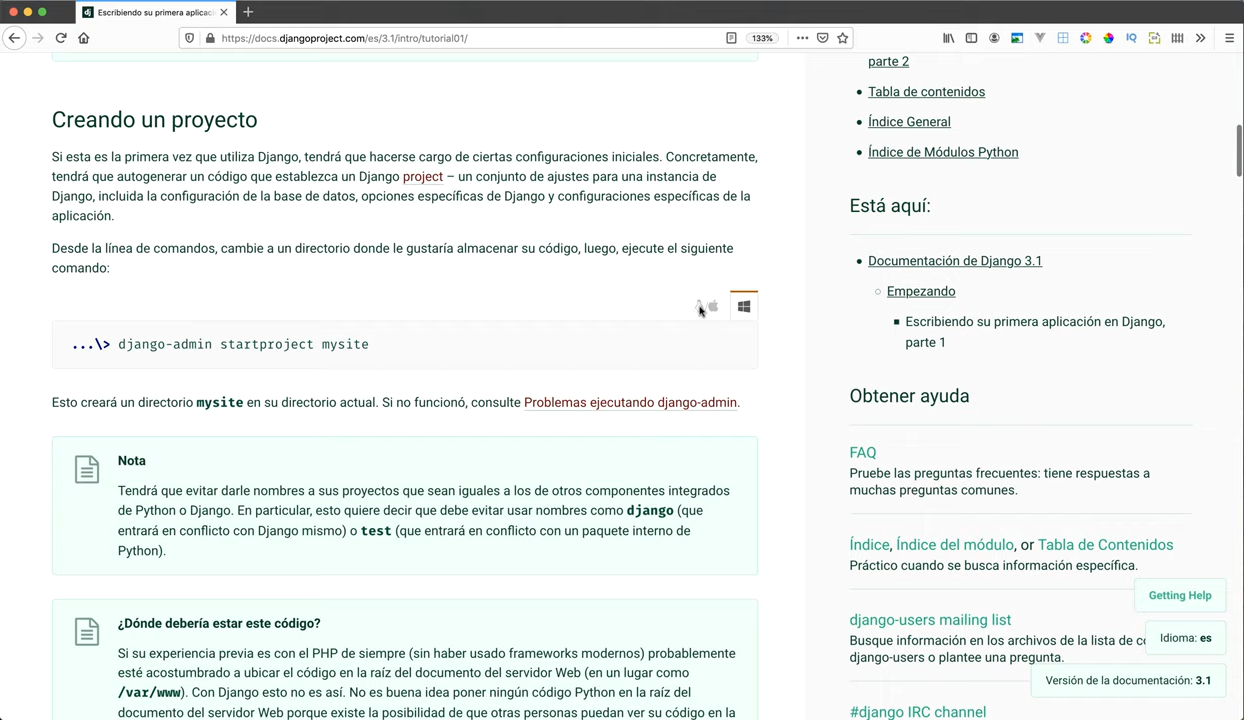 Escribiendo su primera aplicaci
https://docs.djangoproject.com/es/3.1/intro/tutorial01/
133%
IQ
Creando un proyecto
Si esta es la primera vez que utiliza Django, tendrá que hacerse cargo de ciertas configuraciones iniciales. Concretamente,
tendrá que autogenerar un código que establezca un Django project – un conjunto de ajustes para una instancia de
Django, incluida la configuración de la base de datos, opciones específicas de Django y configuraciones específicas de la
aplicación.
Desde la línea de comandos, cambie a un directorio donde le gustaría almacenar su código, luego, ejecute el siguiente
comando:
...\> django-admin startproject mysite
Esto creará un directorio mysite en su directorio actual. Si no funcionó, consulte Problemas ejecutando django-admin.
Nota
Tendrá que evitar darle nombres a sus proyectos que sean iguales a los de otros componentes integrados
de Python o Django. En particular, esto quiere decir que debe evitar usar nombres como django (que
entrará en conflicto con Django mismo) o test (que entrará en conflicto con un paquete interno de
Python).
¿Dónde debería estar este código?
Si su experiencia previa es con el PHP de siempre (sin haber usado frameworks modernos) probablemente
esté acostumbrado a ubicar el código en la raíz del documento del servidor Web (en un lugar como
/var/www). Con Django esto no es así. No es buena idea poner ningún código Python en la raíz del
documento del servidor Web porque existe la posibilidad de que otras personas puedan ver su código en la
parte 2
Tabla de contenidos
Índice General
Índice de Módulos Python
Está aquí:
Documentación de Django 3.1
Empezando
Escribiendo su primera aplicación en Django,
parte 1
Obtener ayuda
FAQ
Pruebe las preguntas frecuentes: tiene respuestas a
muchas preguntas comunes.
Índice, Índice del módulo, or Tabla de Contenidos
Práctico cuando se busca información específica.
Getting Help
django-users mailing list
Busque información en los archivos de la lista de co
django-users o plantee una pregunta.
Idioma: es
Versión de la documentación: 3.1
#django IRC channel